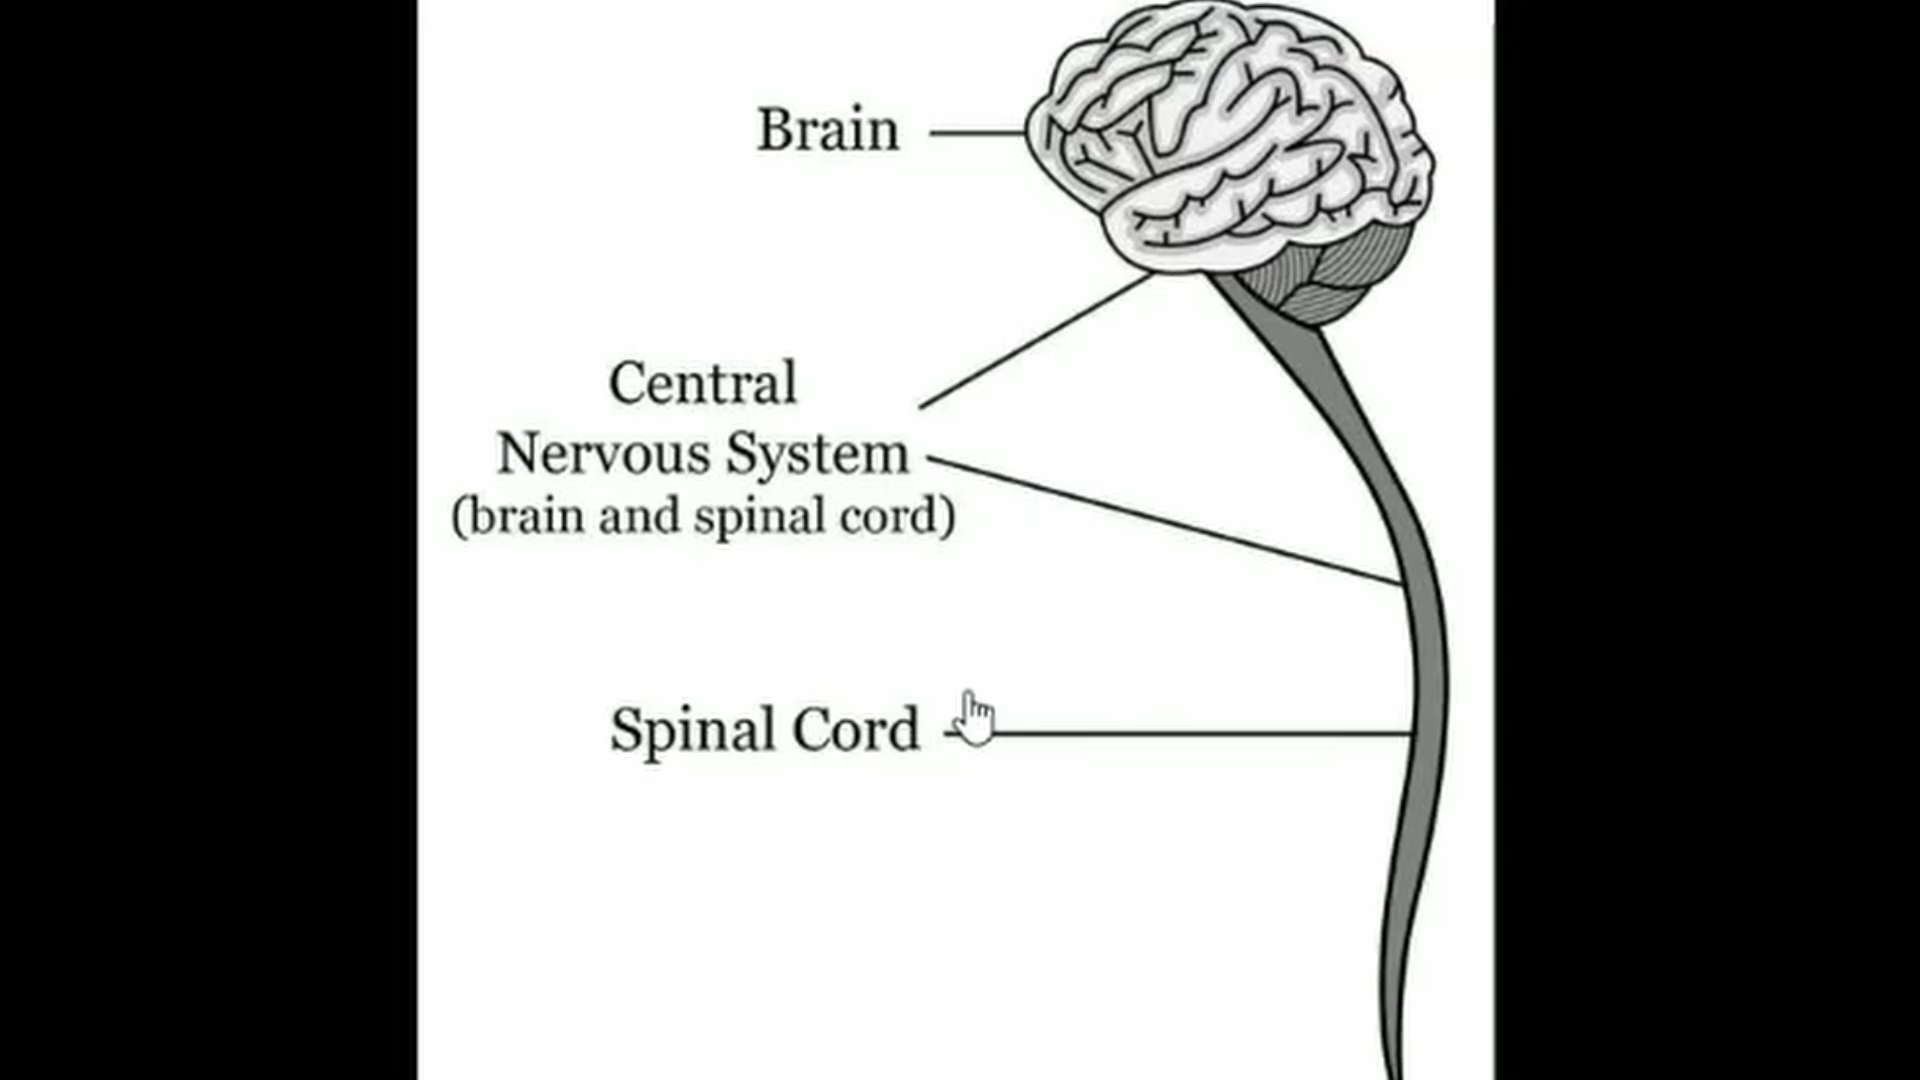 Brain
Central
Nervous System
(brain and spinal cord)
Spinal Cord